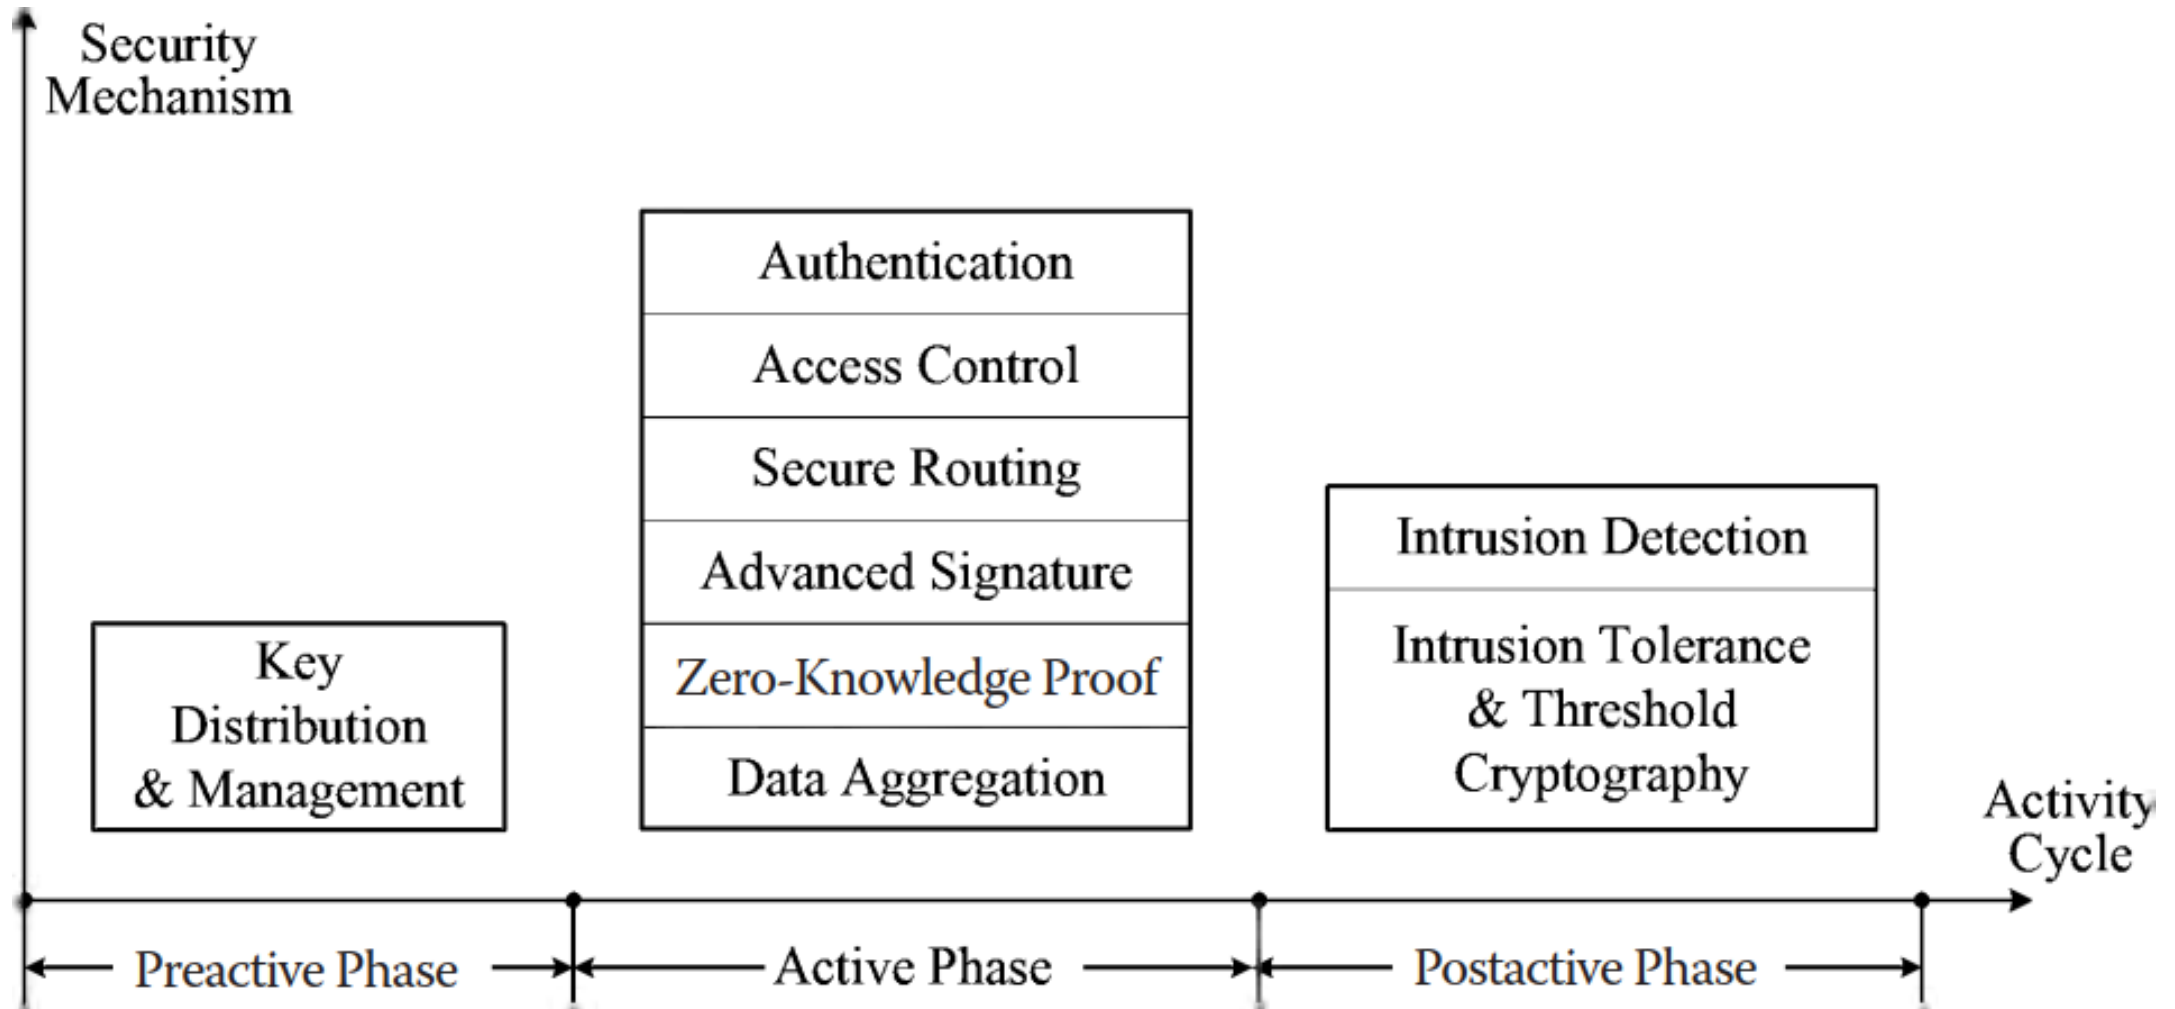 Security
Mechanism
Authentication
Access Control
Secure Routing
Advanced Signature
Zero-Knowledge Proof
Data Aggregation
Key
Distribution
& Management
Intrusion Detection
Intrusion Tolerance
& Threshold
Cryptography
Activity
Cycle
Preactive Phase
Active Phase
Postactive Phase